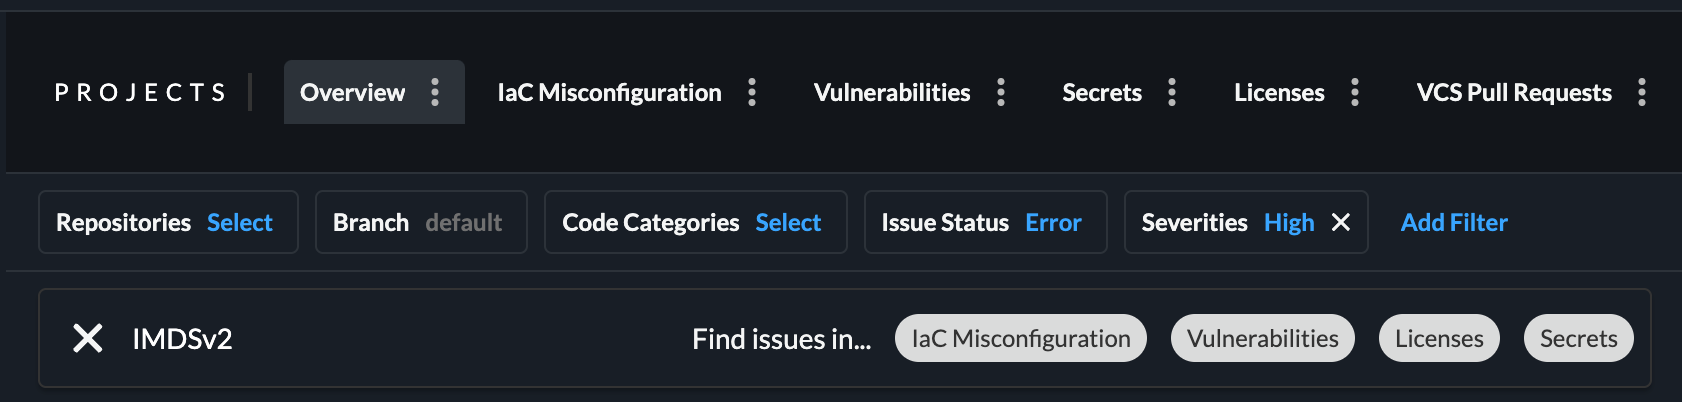 PROJECTS Overview IaC Misconfiguration Vulnerabilities Secrets Licenses VCS Pull Requests
Repositories Select Branch default Code Categories Select Issue Status Error Severities High Add Filter
IMDSv2 Find issues in... IaC Misconfiguration Vulnerabilities Licenses Secrets